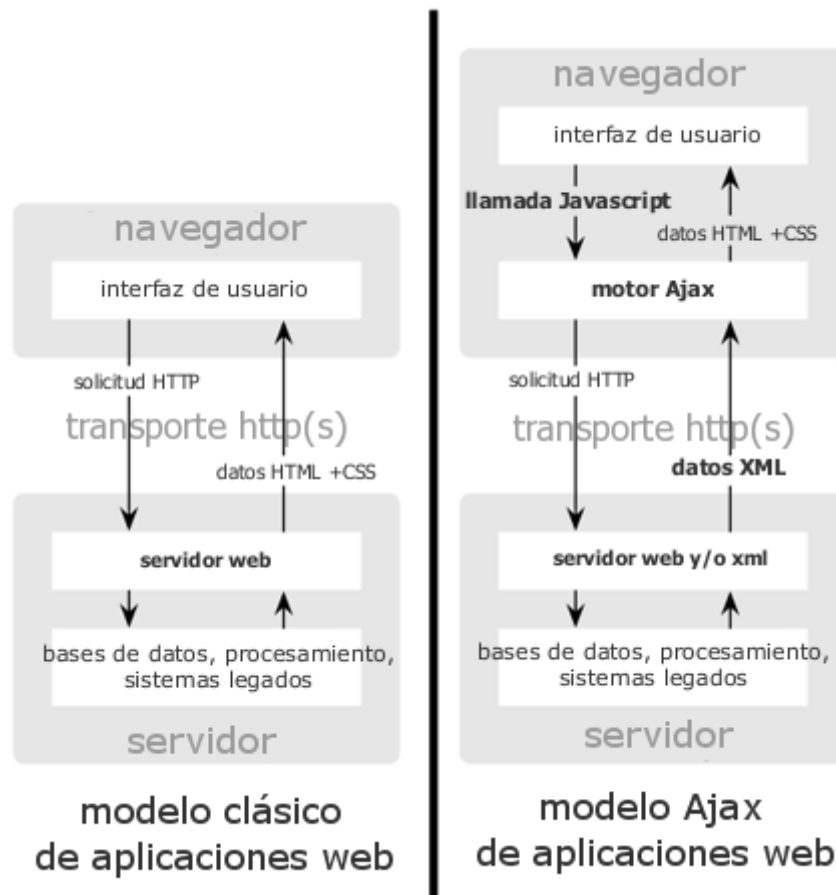 navegador
interfaz de usuario
solicitud HTTP
transporte http(s)
datos HTML +CSS
servidor web
bases de datos, procesamiento,
sistemas legados
servidor
modelo clásico
de aplicaciones web
navegador
interfaz de usuario
llamada Javascript
datos HTML +CSS
motor Ajax
solicitud HTTP
transporte http(s)
datos XML
servidor web y/o xml
bases de datos, procesamiento,
sistemas legados
servidor
modelo Ajax
de aplicaciones web